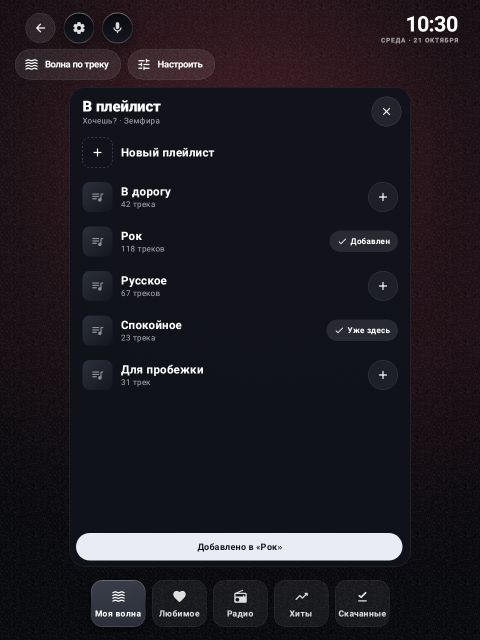 10:30
СРЕДА · 21 ОКТЯБРЯ
Волна по треку
Настроить
В плейлист
Хочешь? · Земфира
Новый плейлист
В дорогу
42 трека
Рок
118 треков
Добавлен
Русское
67 треков
Спокойное
23 трека
Уже здесь
Для пробежки
31 трек
Добавлено в «Рок»
Моя волна
Любимое
Радио
Хиты
Скачанные